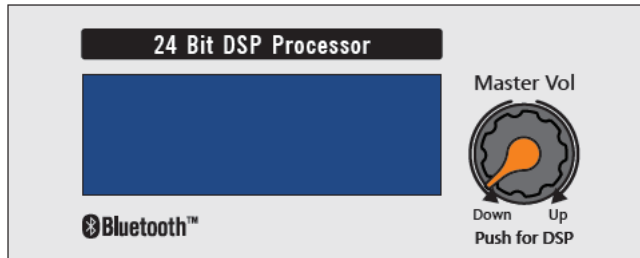 24 Bit DSP Processor
Master Vol
Down Up
Bluetooth™
Push for DSP